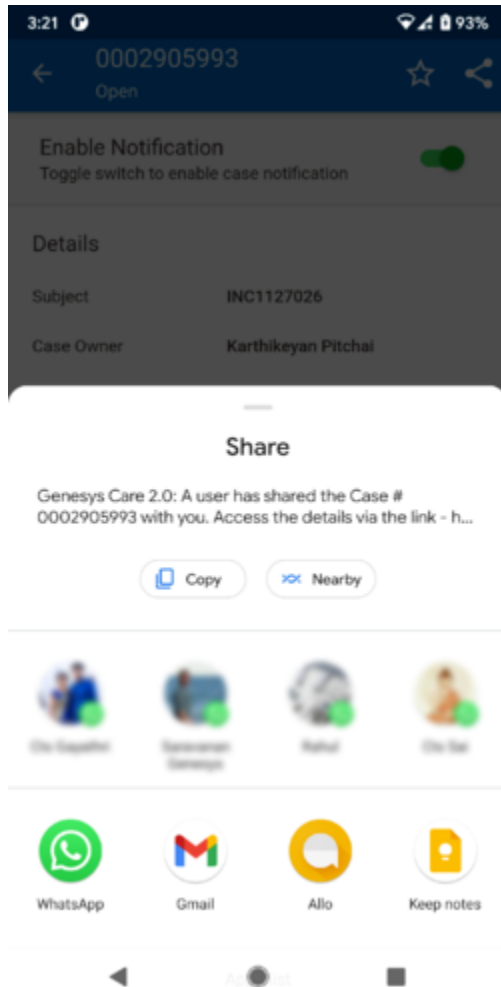 3:21
93%
0002905993
Open
Enable Notification
Toggle switch to enable case notification
Details
Subject INC1127026
Case Owner Karthikeyan Pitchai
Share
Genesys Care 2.0: A user has shared the Case #
0002905993 with you. Access the details via the link - h...
Copy Nearby
WhatsApp Gmail Allo Keep notes